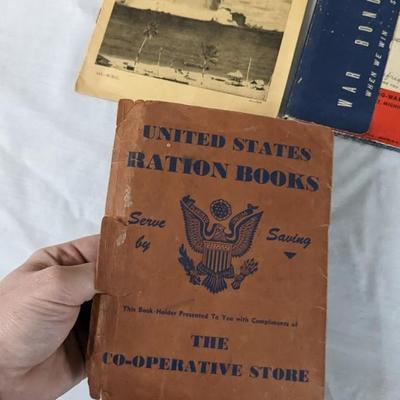 WAR BOND
WHEN WE WIN
UNITED STATES
RATION BOOKS
Serve
by
Saving
This Book-Holder Presented To You with Compliments of
THE
CO-OPERATIVE STORE